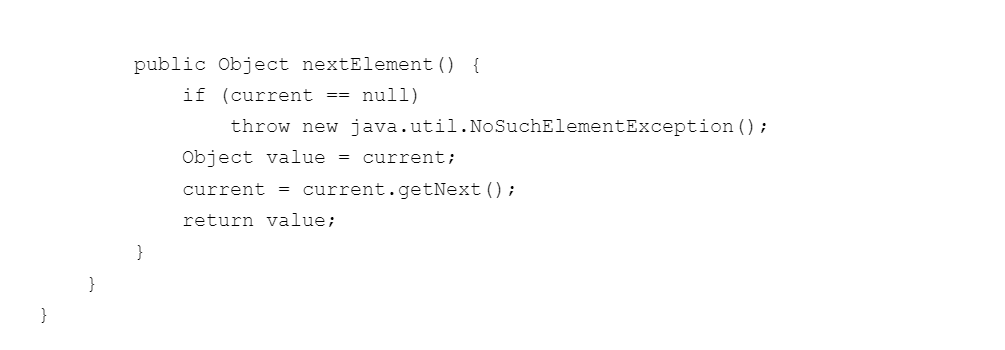 public Object nextElement() {
if (current == null)
throw new java.util.NoSuchElementException();
Object value = current;
current = current.getNext();
return value;
}
}
}